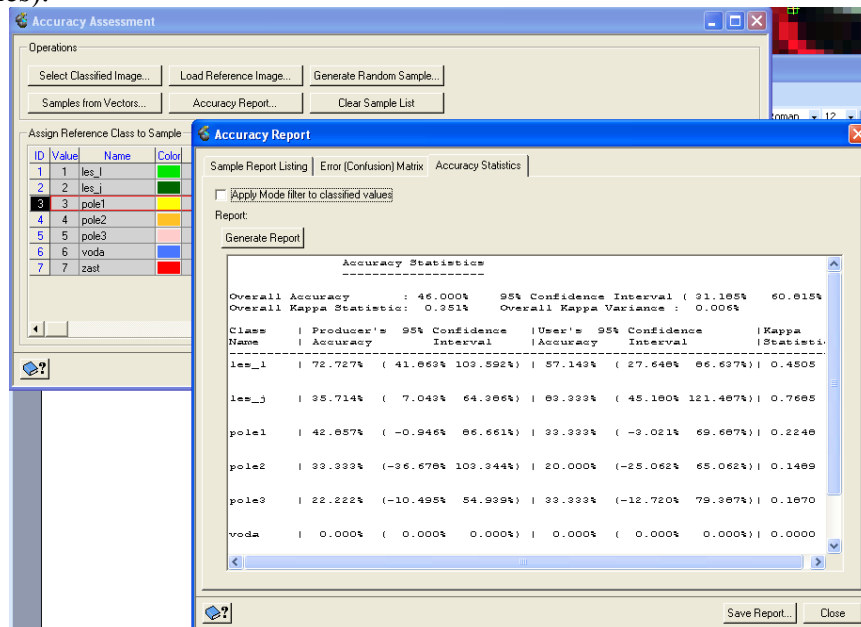 es).
Accuracy Assessment
Operations
Select Classified Image... Load Reference Image... Generate Random Sample...
Samples from Vectors... Accuracy Report... Clear Sample List
Assign Reference Class to Sample
ID Value Name Color
1 1 les_l
2 2 les_j
3 3 pole1
4 4 pole2
5 5 pole3
6 6 voda
7 7 zast
oman 12
Accuracy Report
Sample Report Listing Error (Confusion) Matrix Accuracy Statistics
Apply Mode filter to classified values
Report:
Generate Report
Accuracy Statistics
--------------------
Overall Accuracy : 46.000% 95% Confidence Interval ( 31.185% 60.815%
Overall Kappa Statistic: 0.351% Overall Kappa Variance : 0.006%
Class | Producer's 95% Confidence |User's 95% Confidence |Kappa
Name | Accuracy Interval |Accuracy Interval |Statisti
les_l | 72.727% ( 41.863% 103.592%) | 57.143% ( 27.648% 86.637%)| 0.4505
les_j | 35.714% ( 7.043% 64.386%) | 83.333% ( 45.180% 121.487%)| 0.7685
pole1 | 42.857% ( -0.946% 86.661%) | 33.333% ( -3.021% 69.687%)| 0.2248
pole2 | 33.333% (-36.678% 103.344%) | 20.000% (-25.062% 65.062%)| 0.1489
pole3 | 22.222% (-10.495% 54.939%) | 33.333% (-12.720% 79.387%)| 0.1870
voda | 0.000% ( 0.000% 0.000%) | 0.000% ( 0.000% 0.000%)| 0.0000
Save Report... Close